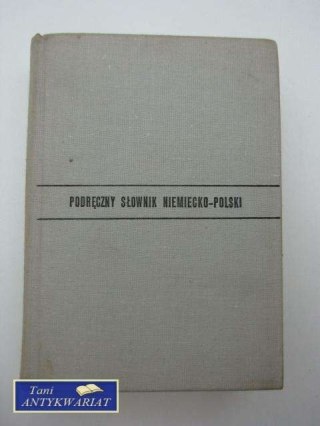 PODRĘCZNY SŁOWNIK NIEMIECKO-POLSKI
Tani
ANTYKWARIAT